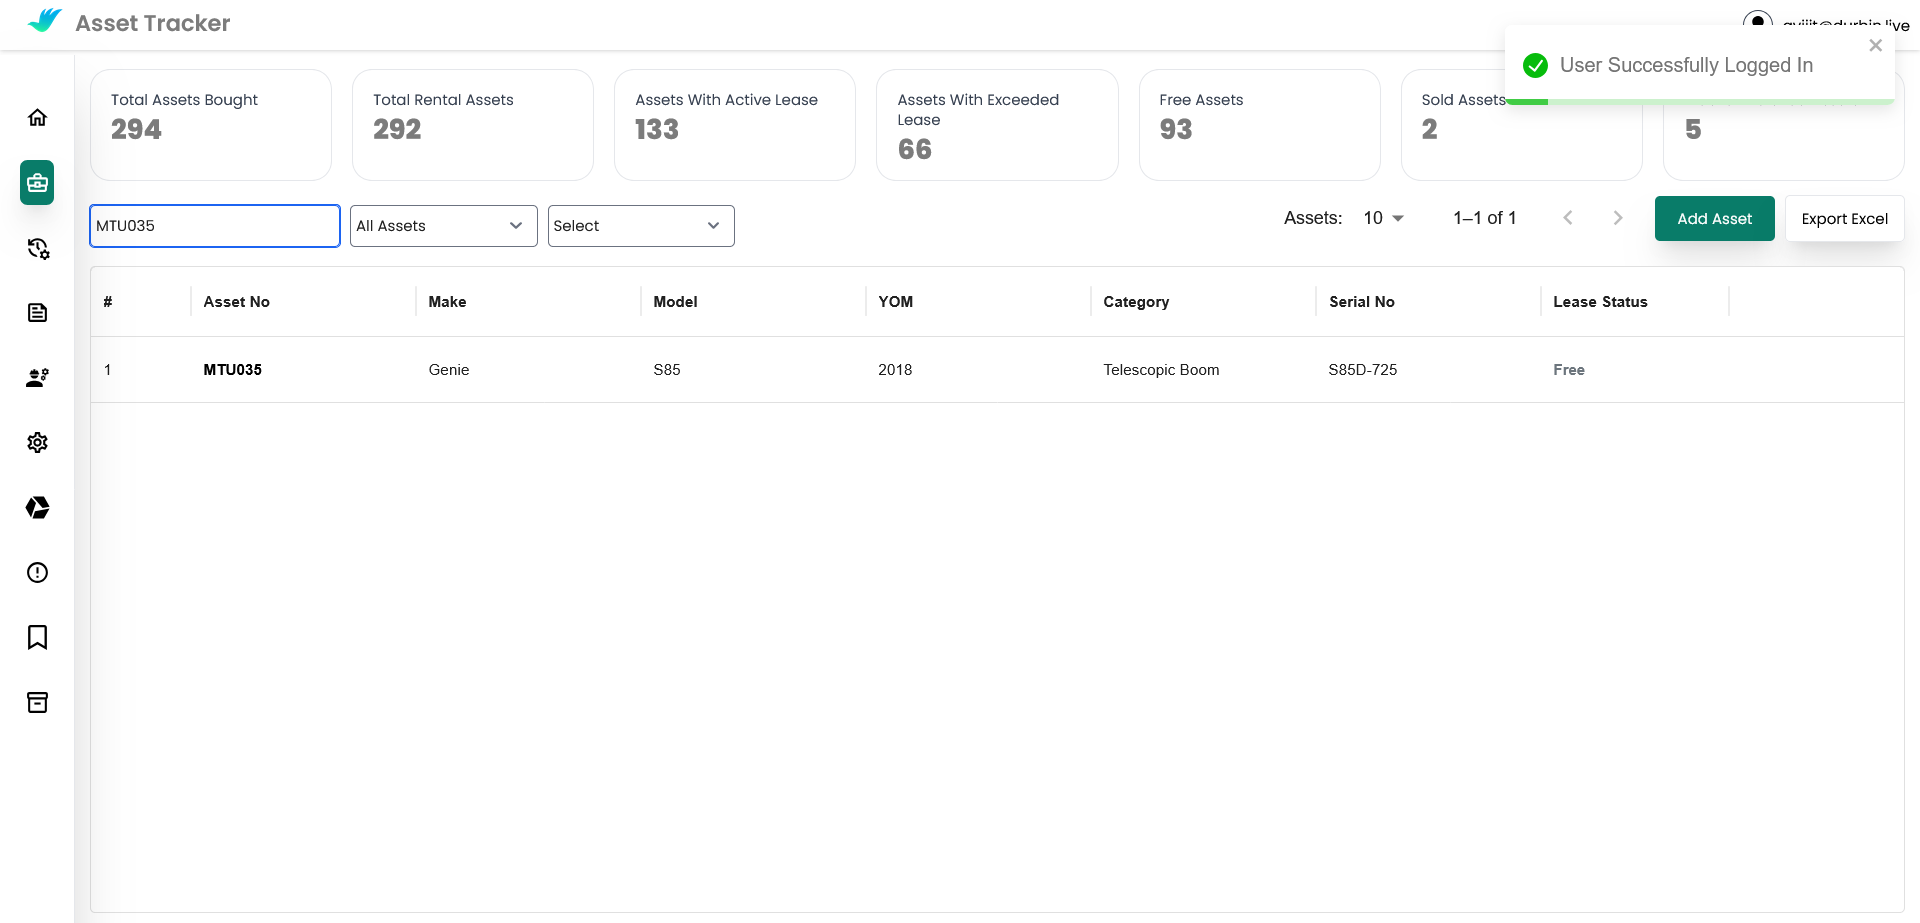 Asset Tracker
User Successfully Logged In
Total Assets Bought
294
Total Rental Assets
292
Assets With Active Lease
133
Assets With Exceeded
Lease
66
Free Assets
93
Sold Assets
2
5
MTU035
All Assets
Select
Assets: 10 1–1 of 1
Add Asset
Export Excel
# Asset No Make Model YOM Category Serial No Lease Status
1 MTU035 Genie S85 2018 Telescopic Boom S85D-725 Free